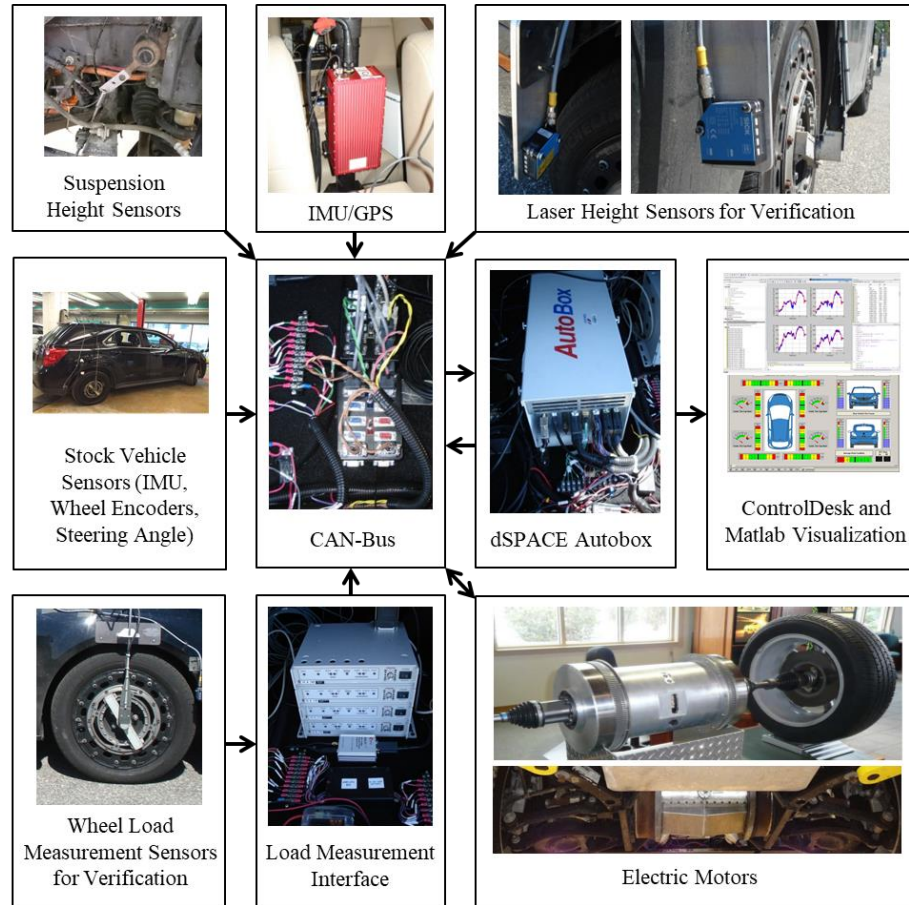 Suspension
Height Sensors
IMU/GPS
SICK
Laser Height Sensors for Verification
Stock Vehicle
Sensors (IMU,
Wheel Encoders,
Steering Angle)
CAN-Bus
AutoBox
dSPACE Autobox
ControlDesk and
Matlab Visualization
Wheel Load
Measurement Sensors
for Verification
Load Measurement
Interface
Electric Motors